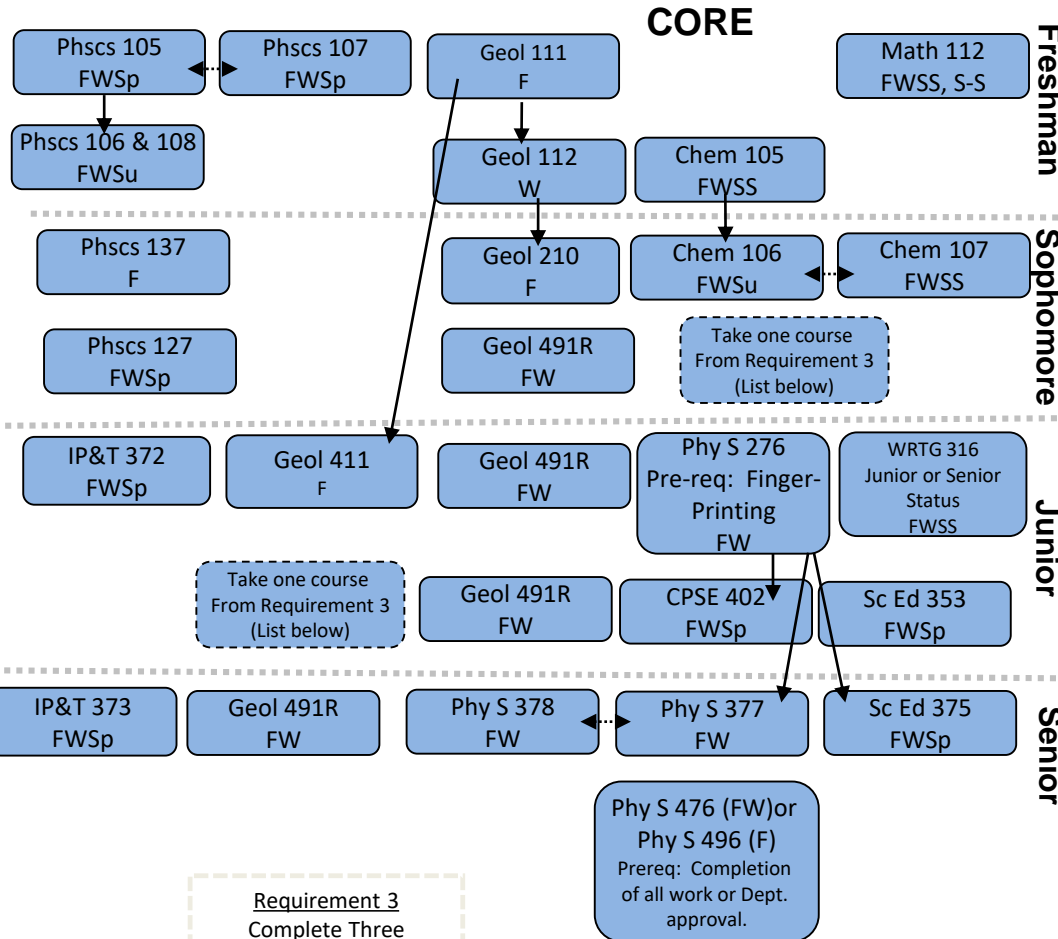 CORE
Freshman
Phscs 105
FWSp
Phscs 107
FWSp
Geol 111
F
Math 112
FWSS, S-S
Phscs 106 & 108
FWSu
Geol 112
W
Chem 105
FWSS
Sophomore
Phscs 137
F
Geol 210
F
Chem 106
FWSu
Chem 107
FWSS
Phscs 127
FWSp
Geol 491R
FW
Take one course
From Requirement 3
(List below)
Junior
IP&T 372
FWSp
Geol 411
F
Geol 491R
FW
Phy S 276
Pre-req: Finger-
Printing
FW
WRTG 316
Junior or Senior
Status
FWSS
Take one course
From Requirement 3
(List below)
Geol 491R
FW
CPSE 402
FWSp
Sc Ed 353
FWSp
Senior
IP&T 373
FWSp
Geol 491R
FW
Phy S 378
FW
Phy S 377
FW
Sc Ed 375
FWSp
Phy S 476 (FW)or
Phy S 496 (F)
Prereq: Completion
of all work or Dept.
approval.
Requirement 3
Complete Three